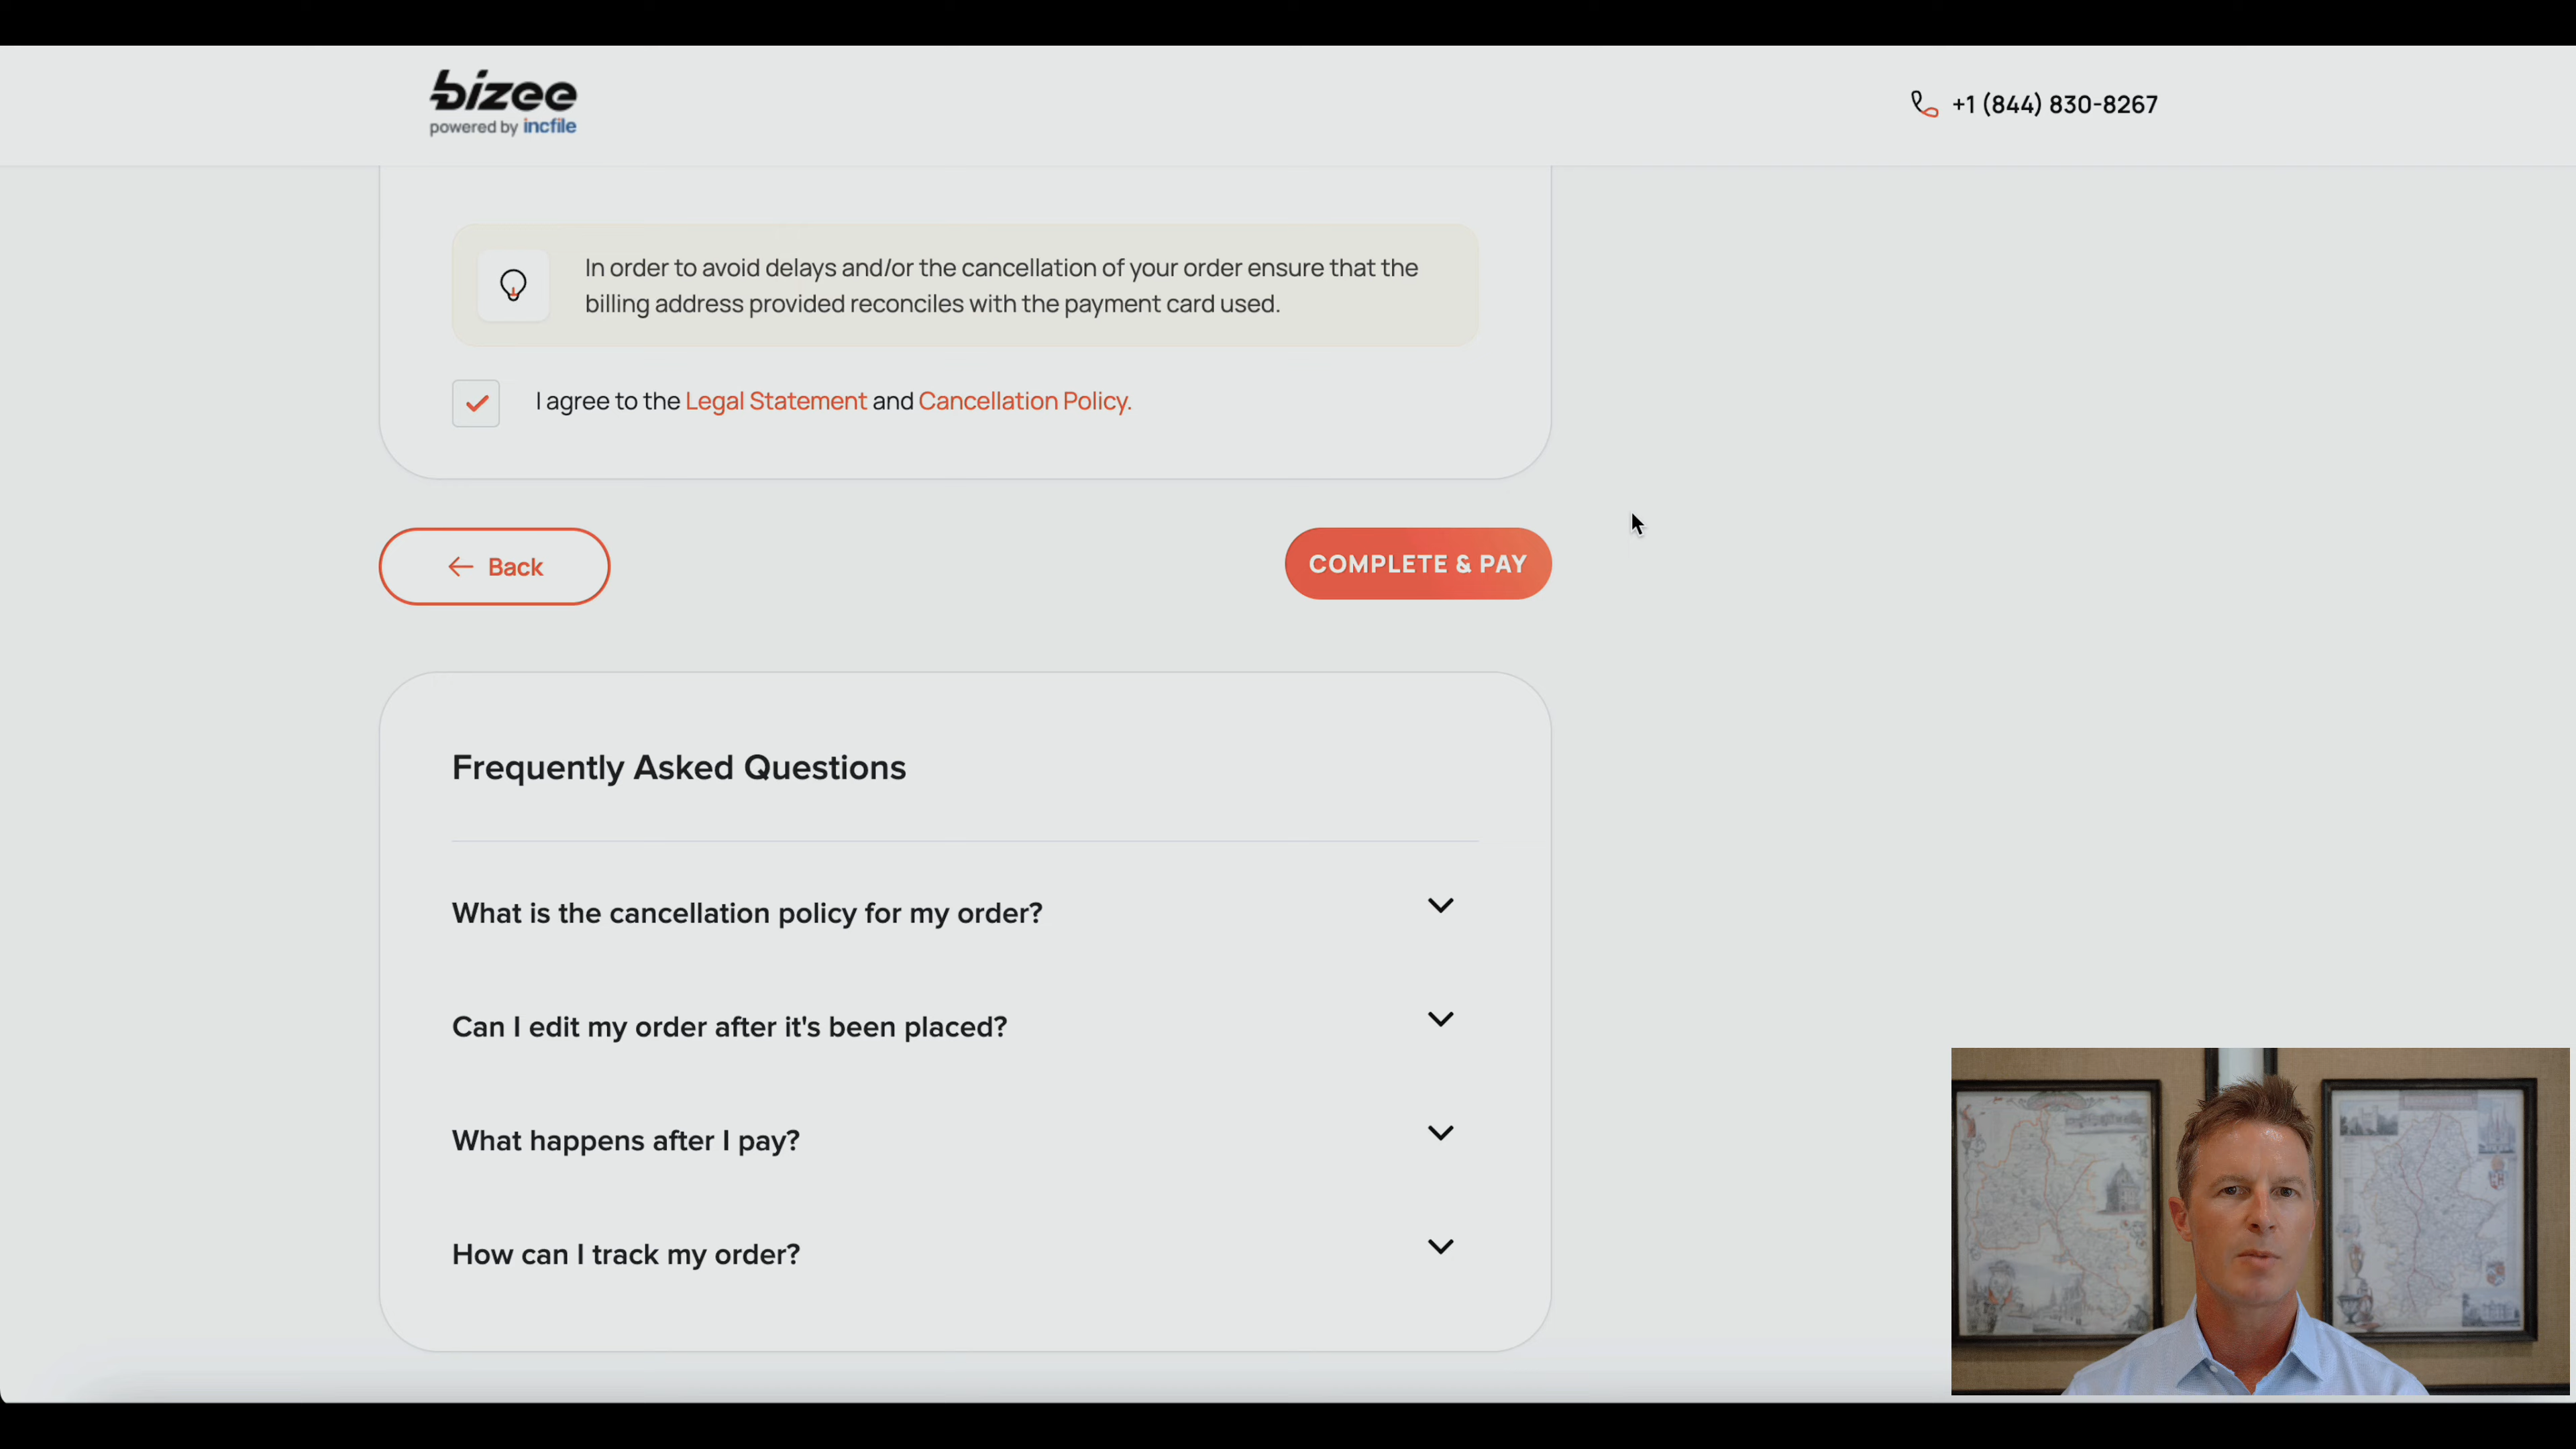 bizee
powered by incfile
+1 (844) 830-8267
In order to avoid delays and/or the cancellation of your order ensure that the
billing address provided reconciles with the payment card used.
I agree to the Legal Statement and Cancellation Policy.
Back
COMPLETE & PAY
Frequently Asked Questions
What is the cancellation policy for my order?
Can I edit my order after it's been placed?
What happens after I pay?
How can I track my order?